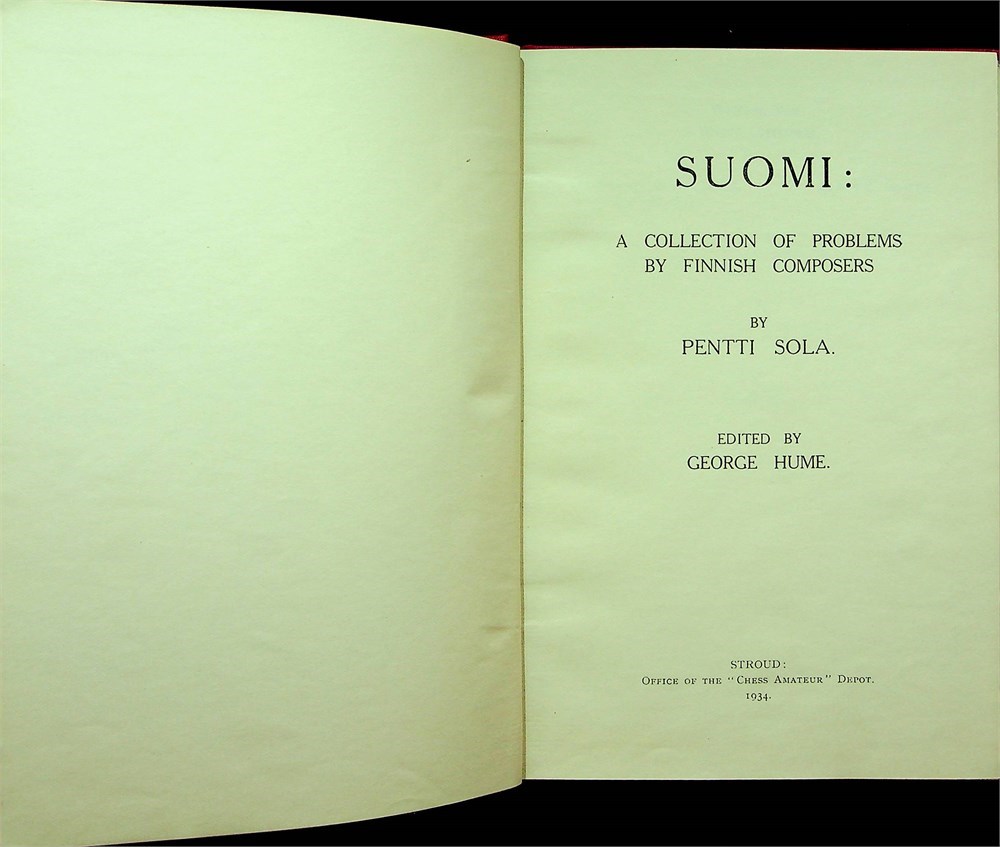 SUOMI:
A COLLECTION OF PROBLEMS
BY FINNISH COMPOSERS
BY
PENTTI SOLA.
EDITED BY
GEORGE HUME.
STROUD:
OFFICE OF THE "CHESS AMATEUR" DEPOT.
1934.